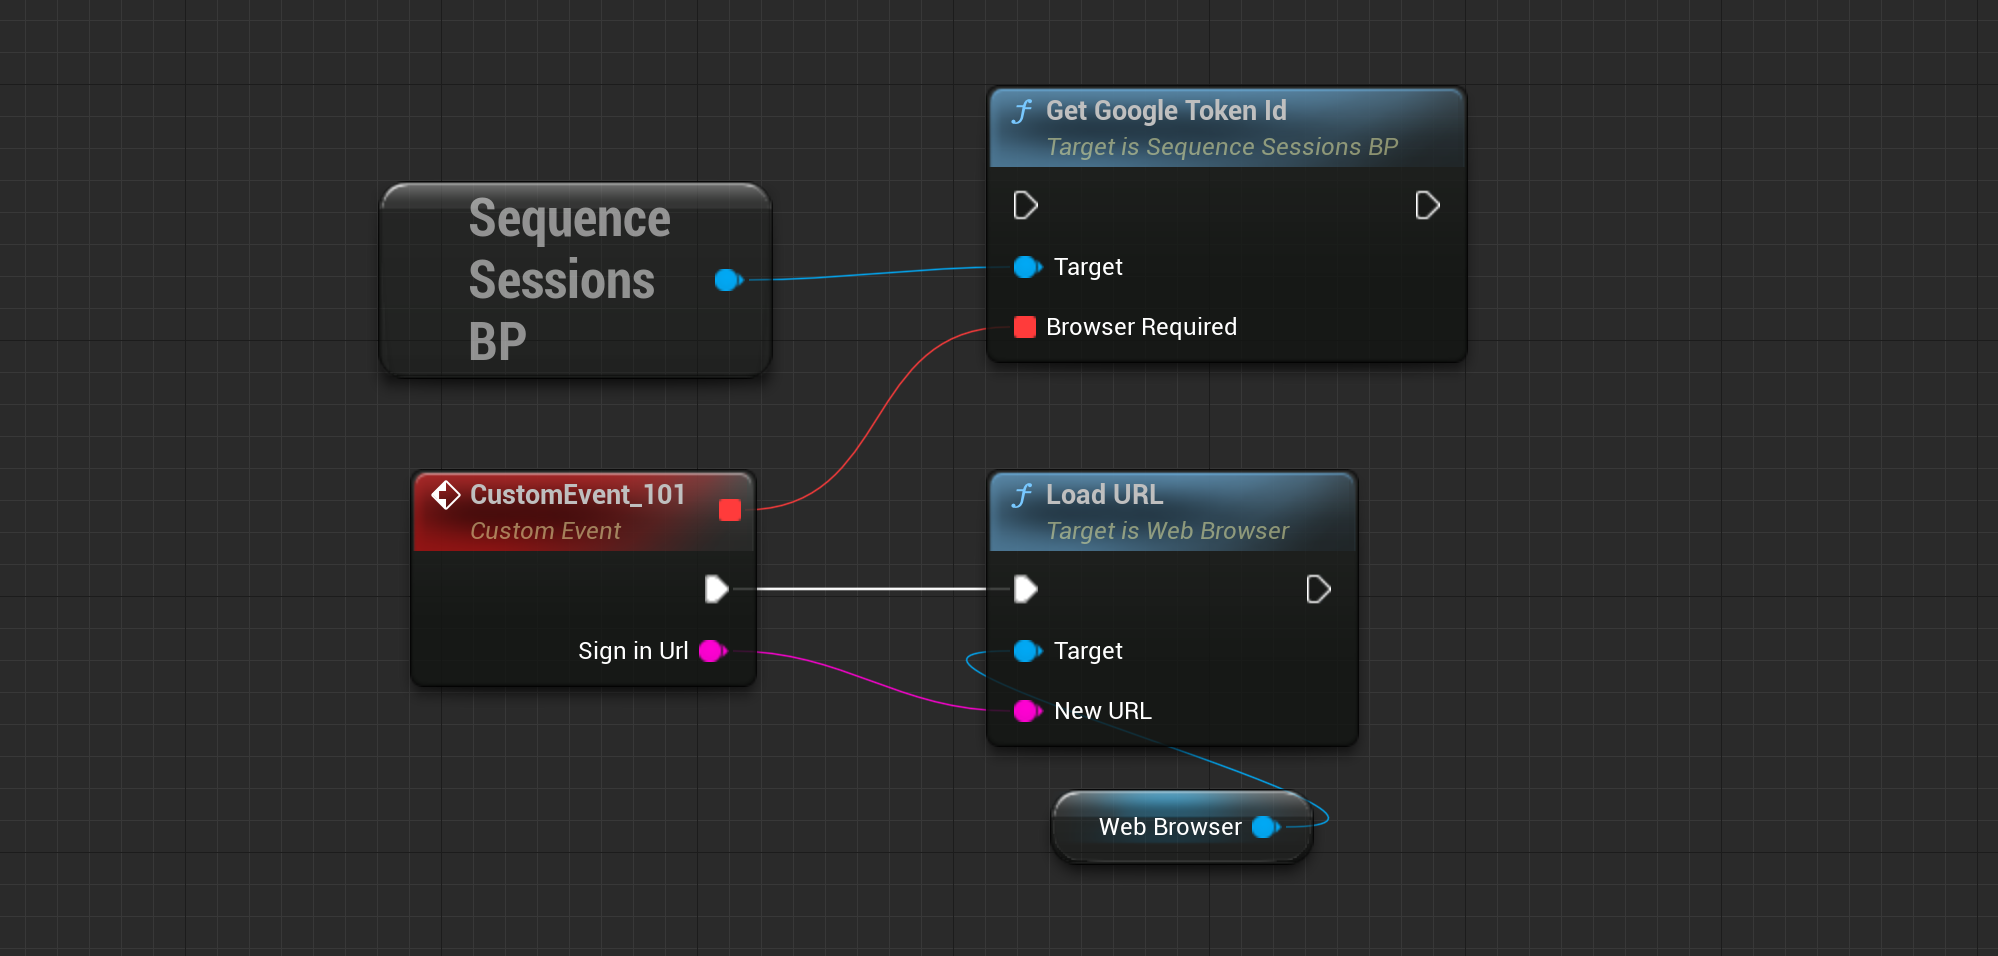 Get Google Token Id
Target is Sequence Sessions BP
Target
Browser Required
Sequence
Sessions
BP
CustomEvent_101
Custom Event
Sign in Url
Load URL
Target is Web Browser
Target
New URL
Web Browser